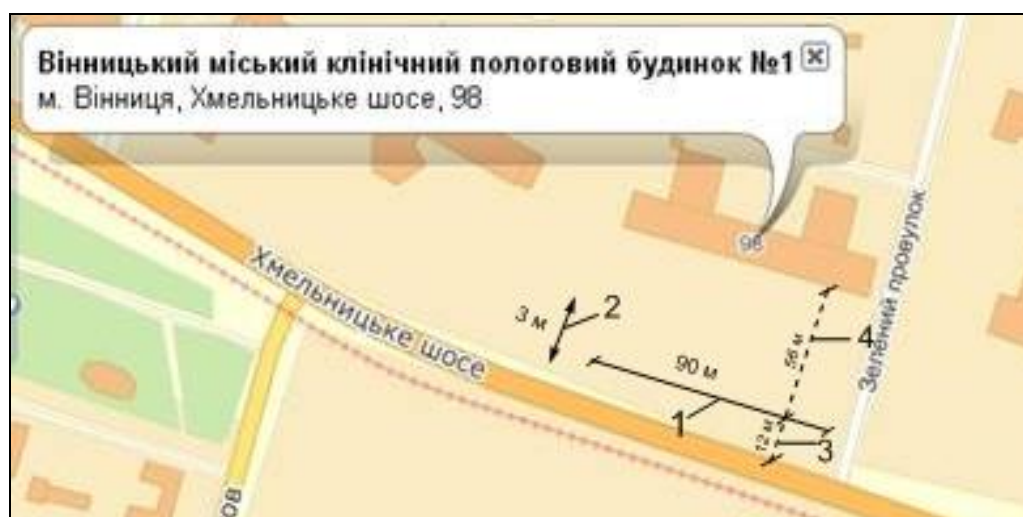 Вінницький міський клінічний пологовий будинок №1
м. Вінниця, Хмельницьке шосе, 98
98
Хмельницьке шосе
Зелений провулок
3 м
2
90 м
1
56 м
4
12 м
3
ов